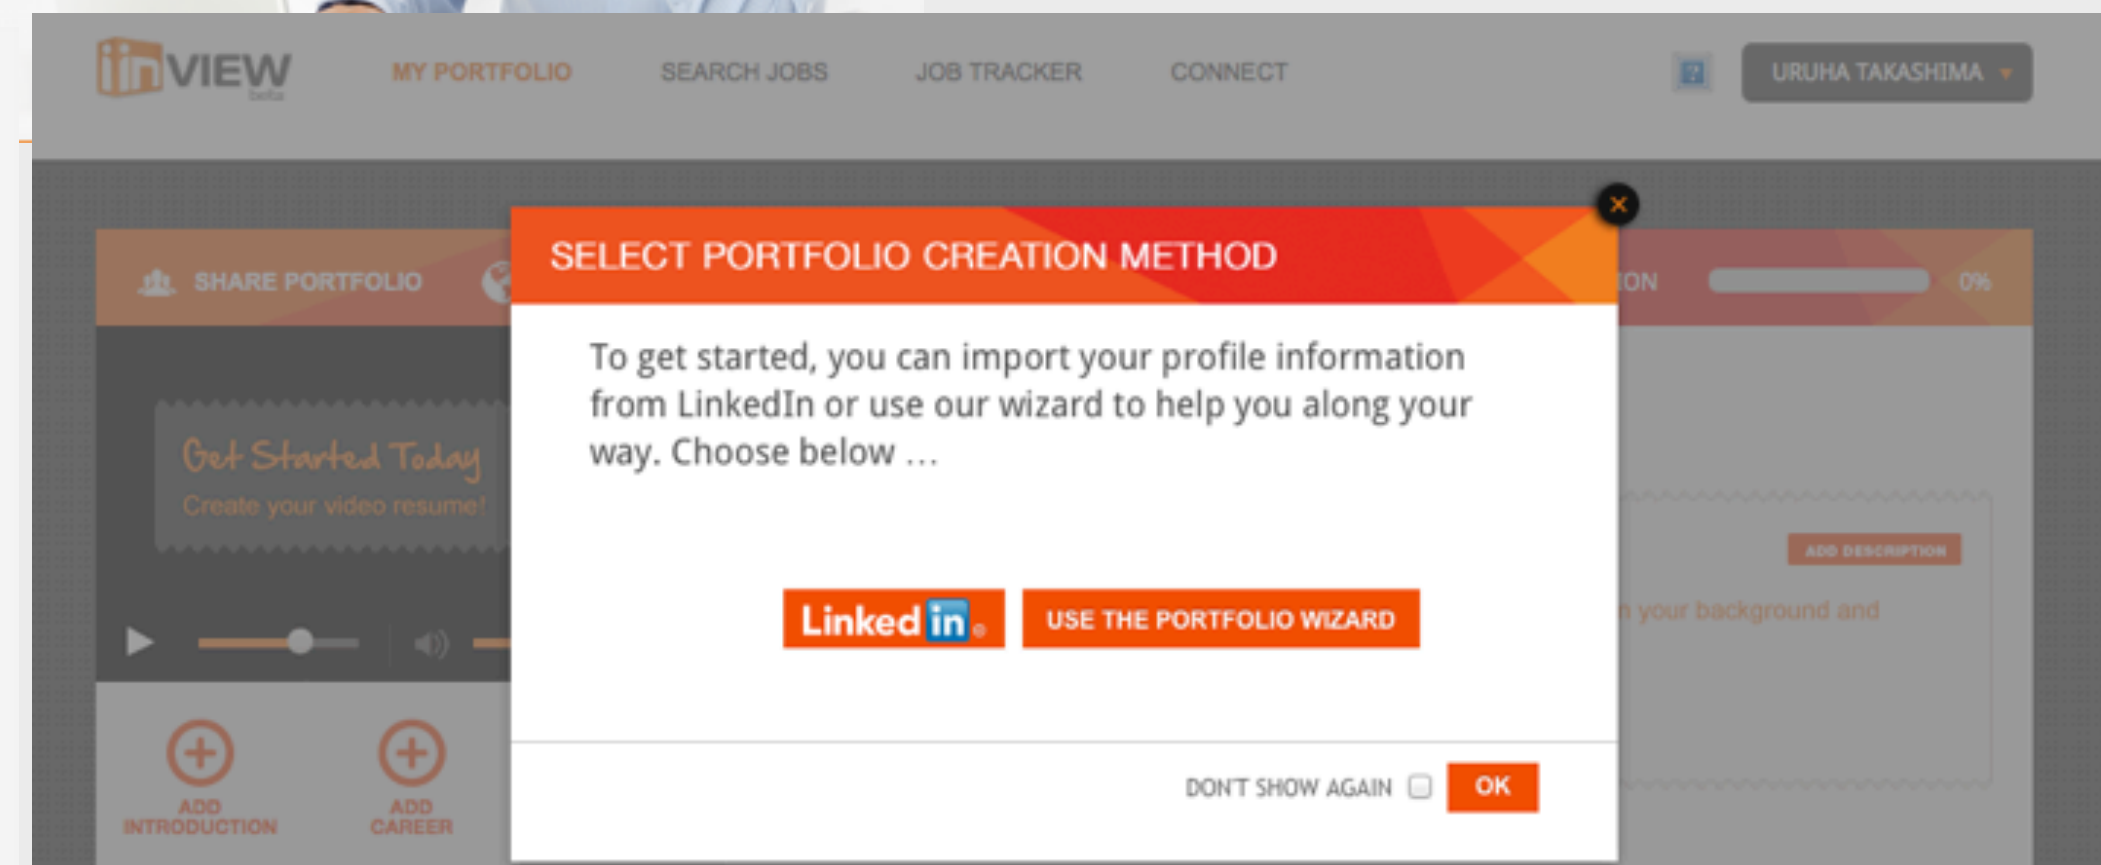 iinVIEW
beta
MY PORTFOLIO
SEARCH JOBS
JOB TRACKER
CONNECT
URUHA TAKASHIMA
SHARE PORTFOLIO
ION
0%
SELECT PORTFOLIO CREATION METHOD
To get started, you can import your profile information
from LinkedIn or use our wizard to help you along your
way. Choose below ...
Get Started Today
Create your video resume!
ADD DESCRIPTION
n your background and
Linked in ®
USE THE PORTFOLIO WIZARD
DON'T SHOW AGAIN
OK
ADD
INTRODUCTION
ADD
CAREER